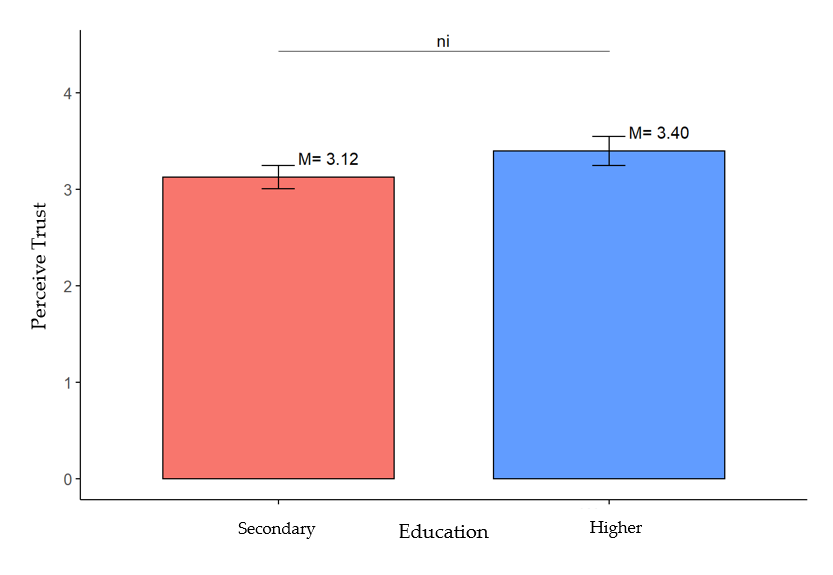 ni
M= 3.40
M= 3.12
4
3
2
1
0
Perceive Trust
Secondary
Higher
Education